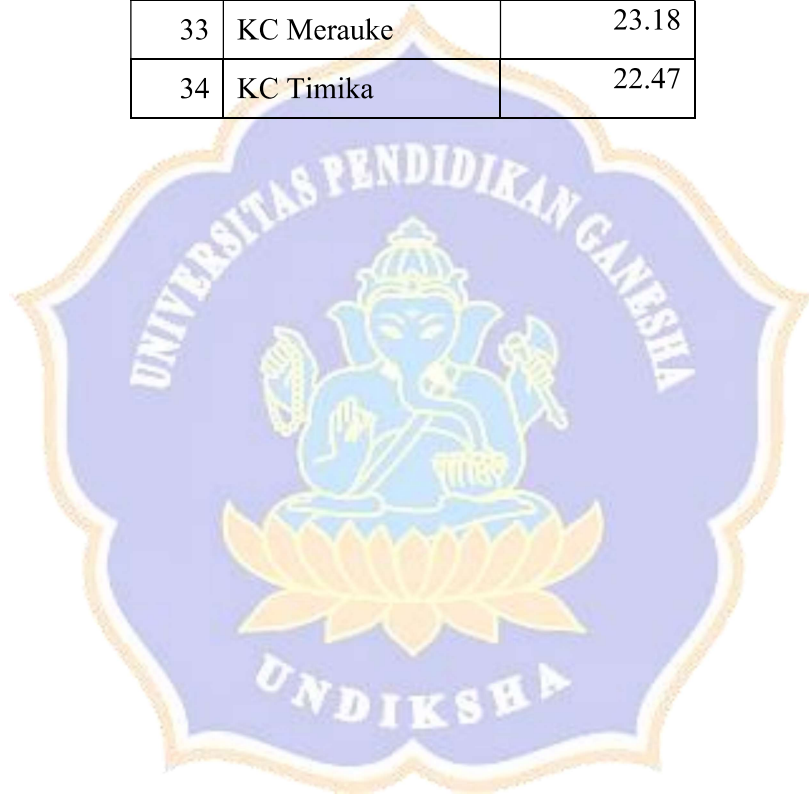 33 KC Merauke 23.18
34 KC Timika 22.47
UNIVERSITAS PENDIDIKAN GANESHA
UNDIKSHA